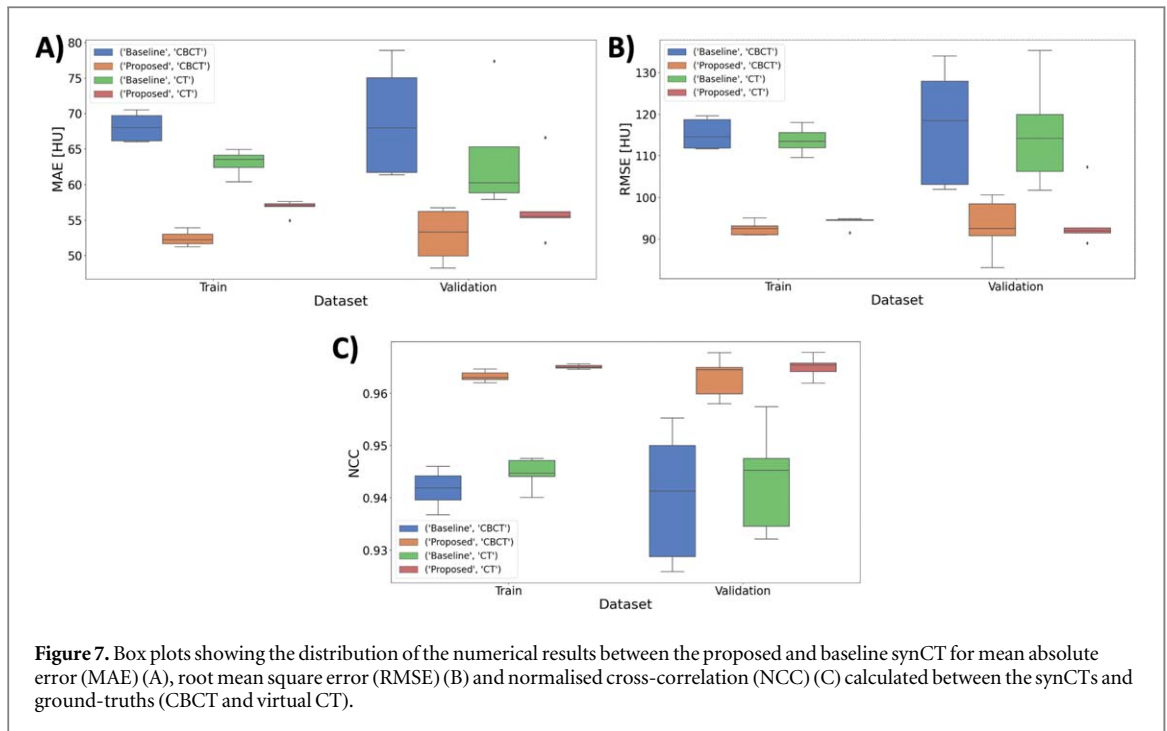 A)
80
75
70
65
60
55
50
MAE [HU]
('Baseline', 'CBCT')
('Proposed', 'CBCT')
('Baseline', 'CT')
('Proposed', 'CT')
Train
Validation
Dataset
B)
130
120
110
100
90
RMSE [HU]
('Baseline', 'CBCT')
('Proposed', 'CBCT')
('Baseline', 'CT')
('Proposed', 'CT')
Train
Validation
Dataset
C)
0.96
0.95
0.94
0.93
NCC
('Baseline', 'CBCT')
('Proposed', 'CBCT')
('Baseline', 'CT')
('Proposed', 'CT')
Train
Validation
Dataset
Figure 7. Box plots showing the distribution of the numerical results between the proposed and baseline synCT for mean absolute
error (MAE) (A), root mean square error (RMSE) (B) and normalised cross-correlation (NCC) (C) calculated between the synCTs and
ground-truths (CBCT and virtual CT).